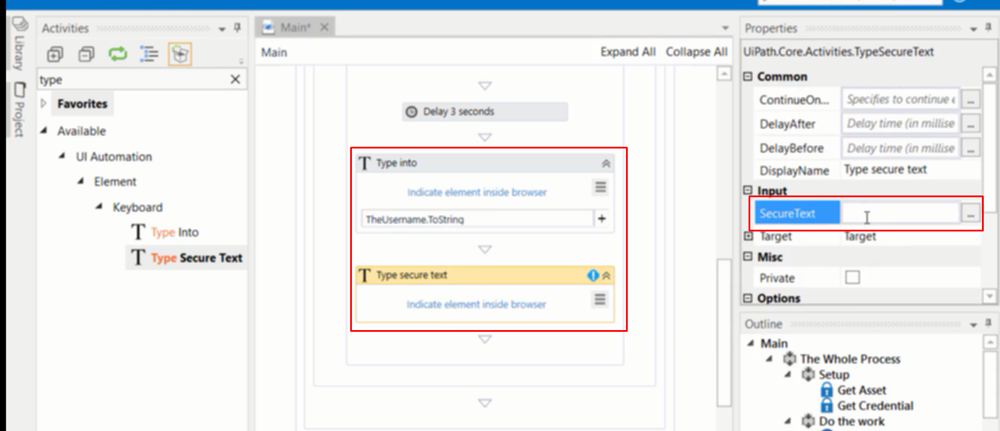 Library
Project
Activities
type
Favorites
Available
UI Automation
Element
Keyboard
Type Into
Type Secure Text
Main*
Main
Expand All
Collapse All
Delay 3 seconds
Type into
Indicate element inside browser
TheUsername.ToString
Type secure text
Indicate element inside browser
Properties
UiPath.Core.Activities.TypeSecureText
Common
ContinueOn... Specifies to continue e
DelayAfter Delay time (in millise
DelayBefore Delay time (in millise
DisplayName Type secure text
Input
SecureText
Target Target
Misc
Private
Options
Outline
Main
The Whole Process
Setup
Get Asset
Get Credential
Do the work